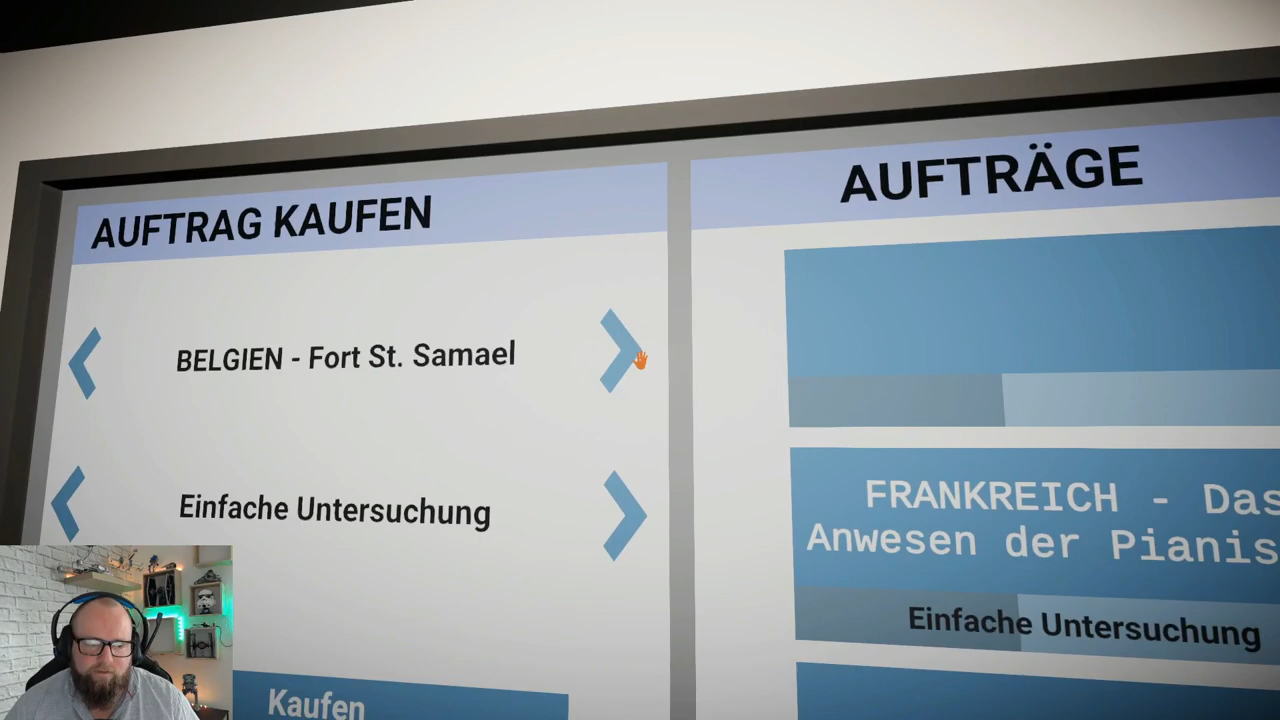 AUFTRAG KAUFEN
BELGIEN - Fort St. Samael
Einfache Untersuchung
Kaufen
AUFTRÄGE
FRANKREICH - Das
Anwesen der Pianis
Einfache Untersuchung